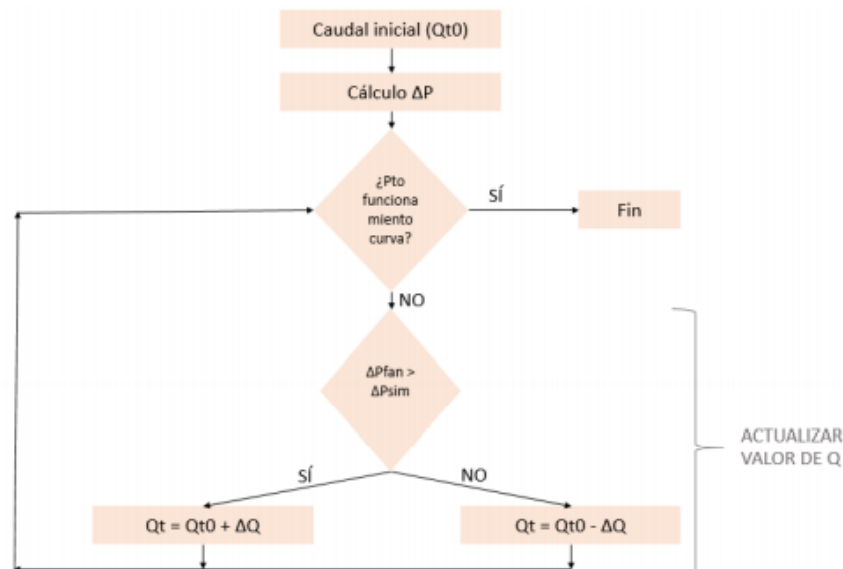 Caudal inicial (Qt0)
Cálculo ΔP
¿Pto
funciona
miento
curva?
SÍ
Fin
NO
ΔPfan >
ΔPsim
ACTUALIZAR
VALOR DE Q
SÍ
NO
Qt = Qt0 + ΔQ
Qt = Qt0 - ΔQ